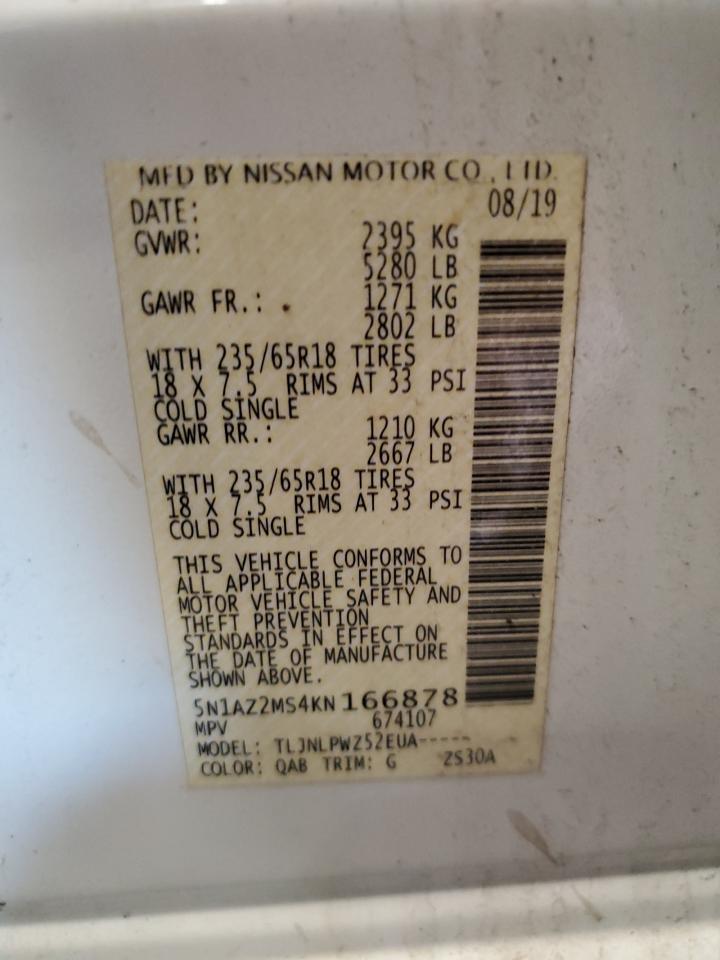 MFD BY NISSAN MOTOR CO., LTD.
DATE: 08/19
GVWR: 2395 KG
5280 LB
GAWR FR.: 1271 KG
2802 LB
WITH 235/65R18 TIRES
18 X 7.5 RIMS AT 33 PSI
COLD SINGLE
GAWR RR.: 1210 KG
2667 LB
WITH 235/65R18 TIRES
18 X 7.5 RIMS AT 33 PSI
COLD SINGLE
THIS VEHICLE CONFORMS TO
ALL APPLICABLE FEDERAL
MOTOR VEHICLE SAFETY AND
THEFT PREVENTION
STANDARDS IN EFFECT ON
THE DATE OF MANUFACTURE
SHOWN ABOVE.
5N1AZ2MS4KN166878
MPV 674107
MODEL: TLJNLPWZ52EUA-----
COLOR: QAB TRIM: G ZS30A